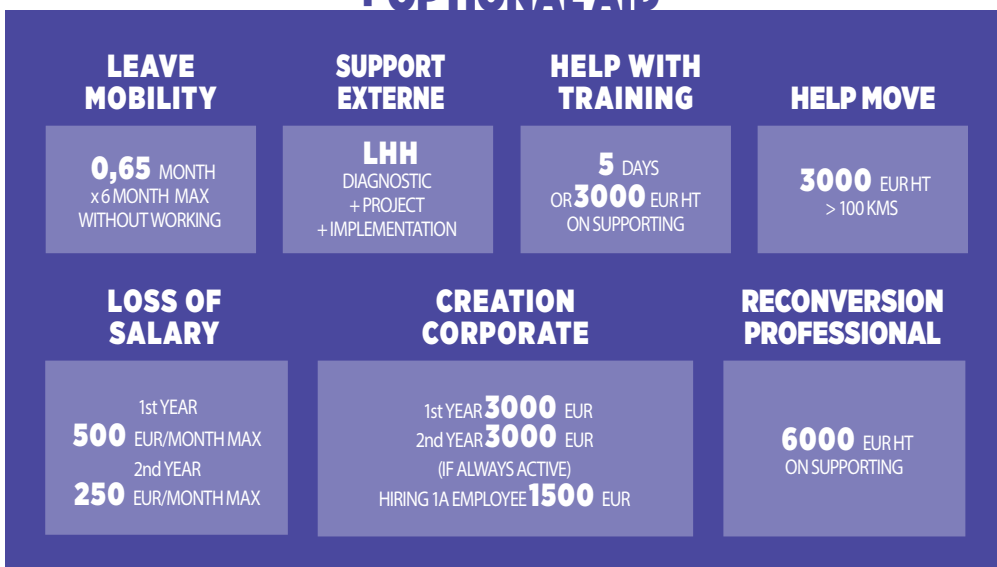 + OPTIONAL AID
LEAVE
MOBILITY
0,65 MONTH
x 6 MONTH MAX
WITHOUT WORKING
SUPPORT
EXTERNE
LHH
DIAGNOSTIC
+ PROJECT
+ IMPLEMENTATION
HELP WITH
TRAINING
5 DAYS
OR 3000 EUR HT
ON SUPPORTING
HELP MOVE
3000 EUR HT
> 100 KMS
LOSS OF
SALARY
1st YEAR
500 EUR/MONTH MAX
2nd YEAR
250 EUR/MONTH MAX
CREATION
CORPORATE
1st YEAR 3000 EUR
2nd YEAR 3000 EUR
(IF ALWAYS ACTIVE)
HIRING 1A EMPLOYEE 1500 EUR
RECONVERSION
PROFESSIONAL
6000 EUR HT
ON SUPPORTING